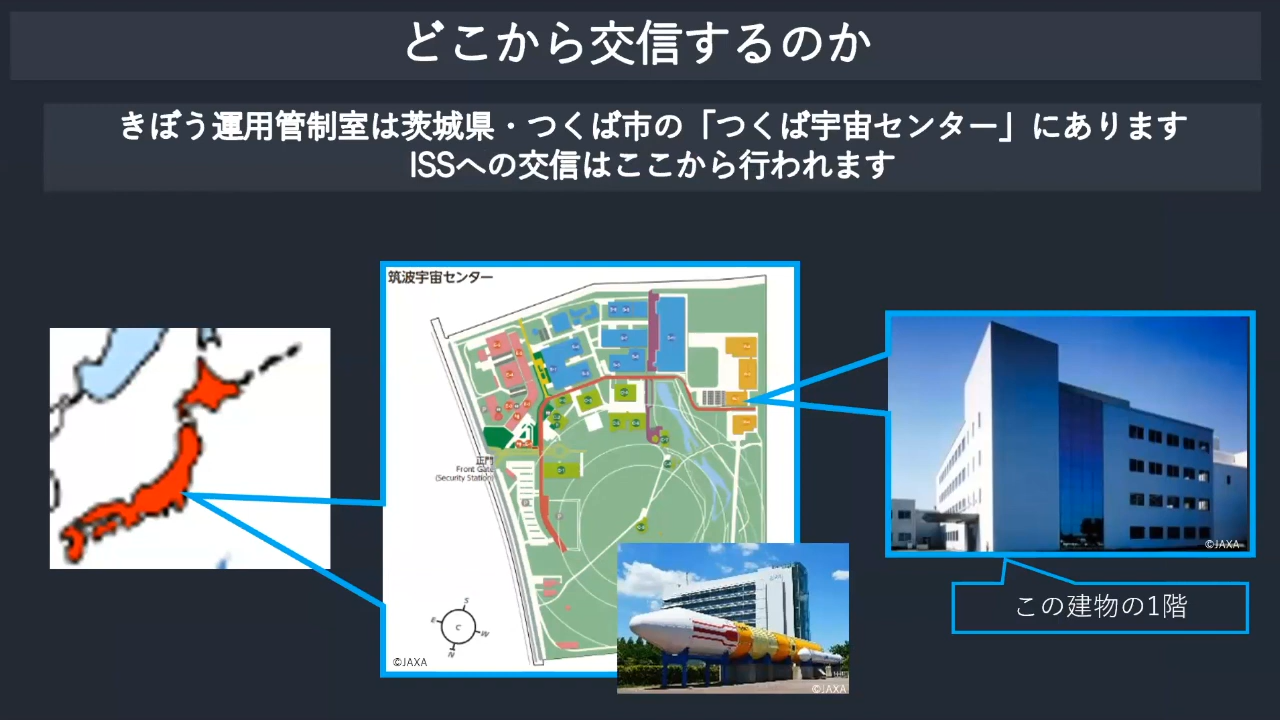 どこから交信するのか
きぼう運用管制室は茨城県・つくば市の「つくば宇宙センター」にあります
ISSへの交信はここから行われます
筑波宇宙センター
正門
Front Gate
(Security Station)
S
E
C
W
N
©JAXA
©JAXA
©JAXA
この建物の1階